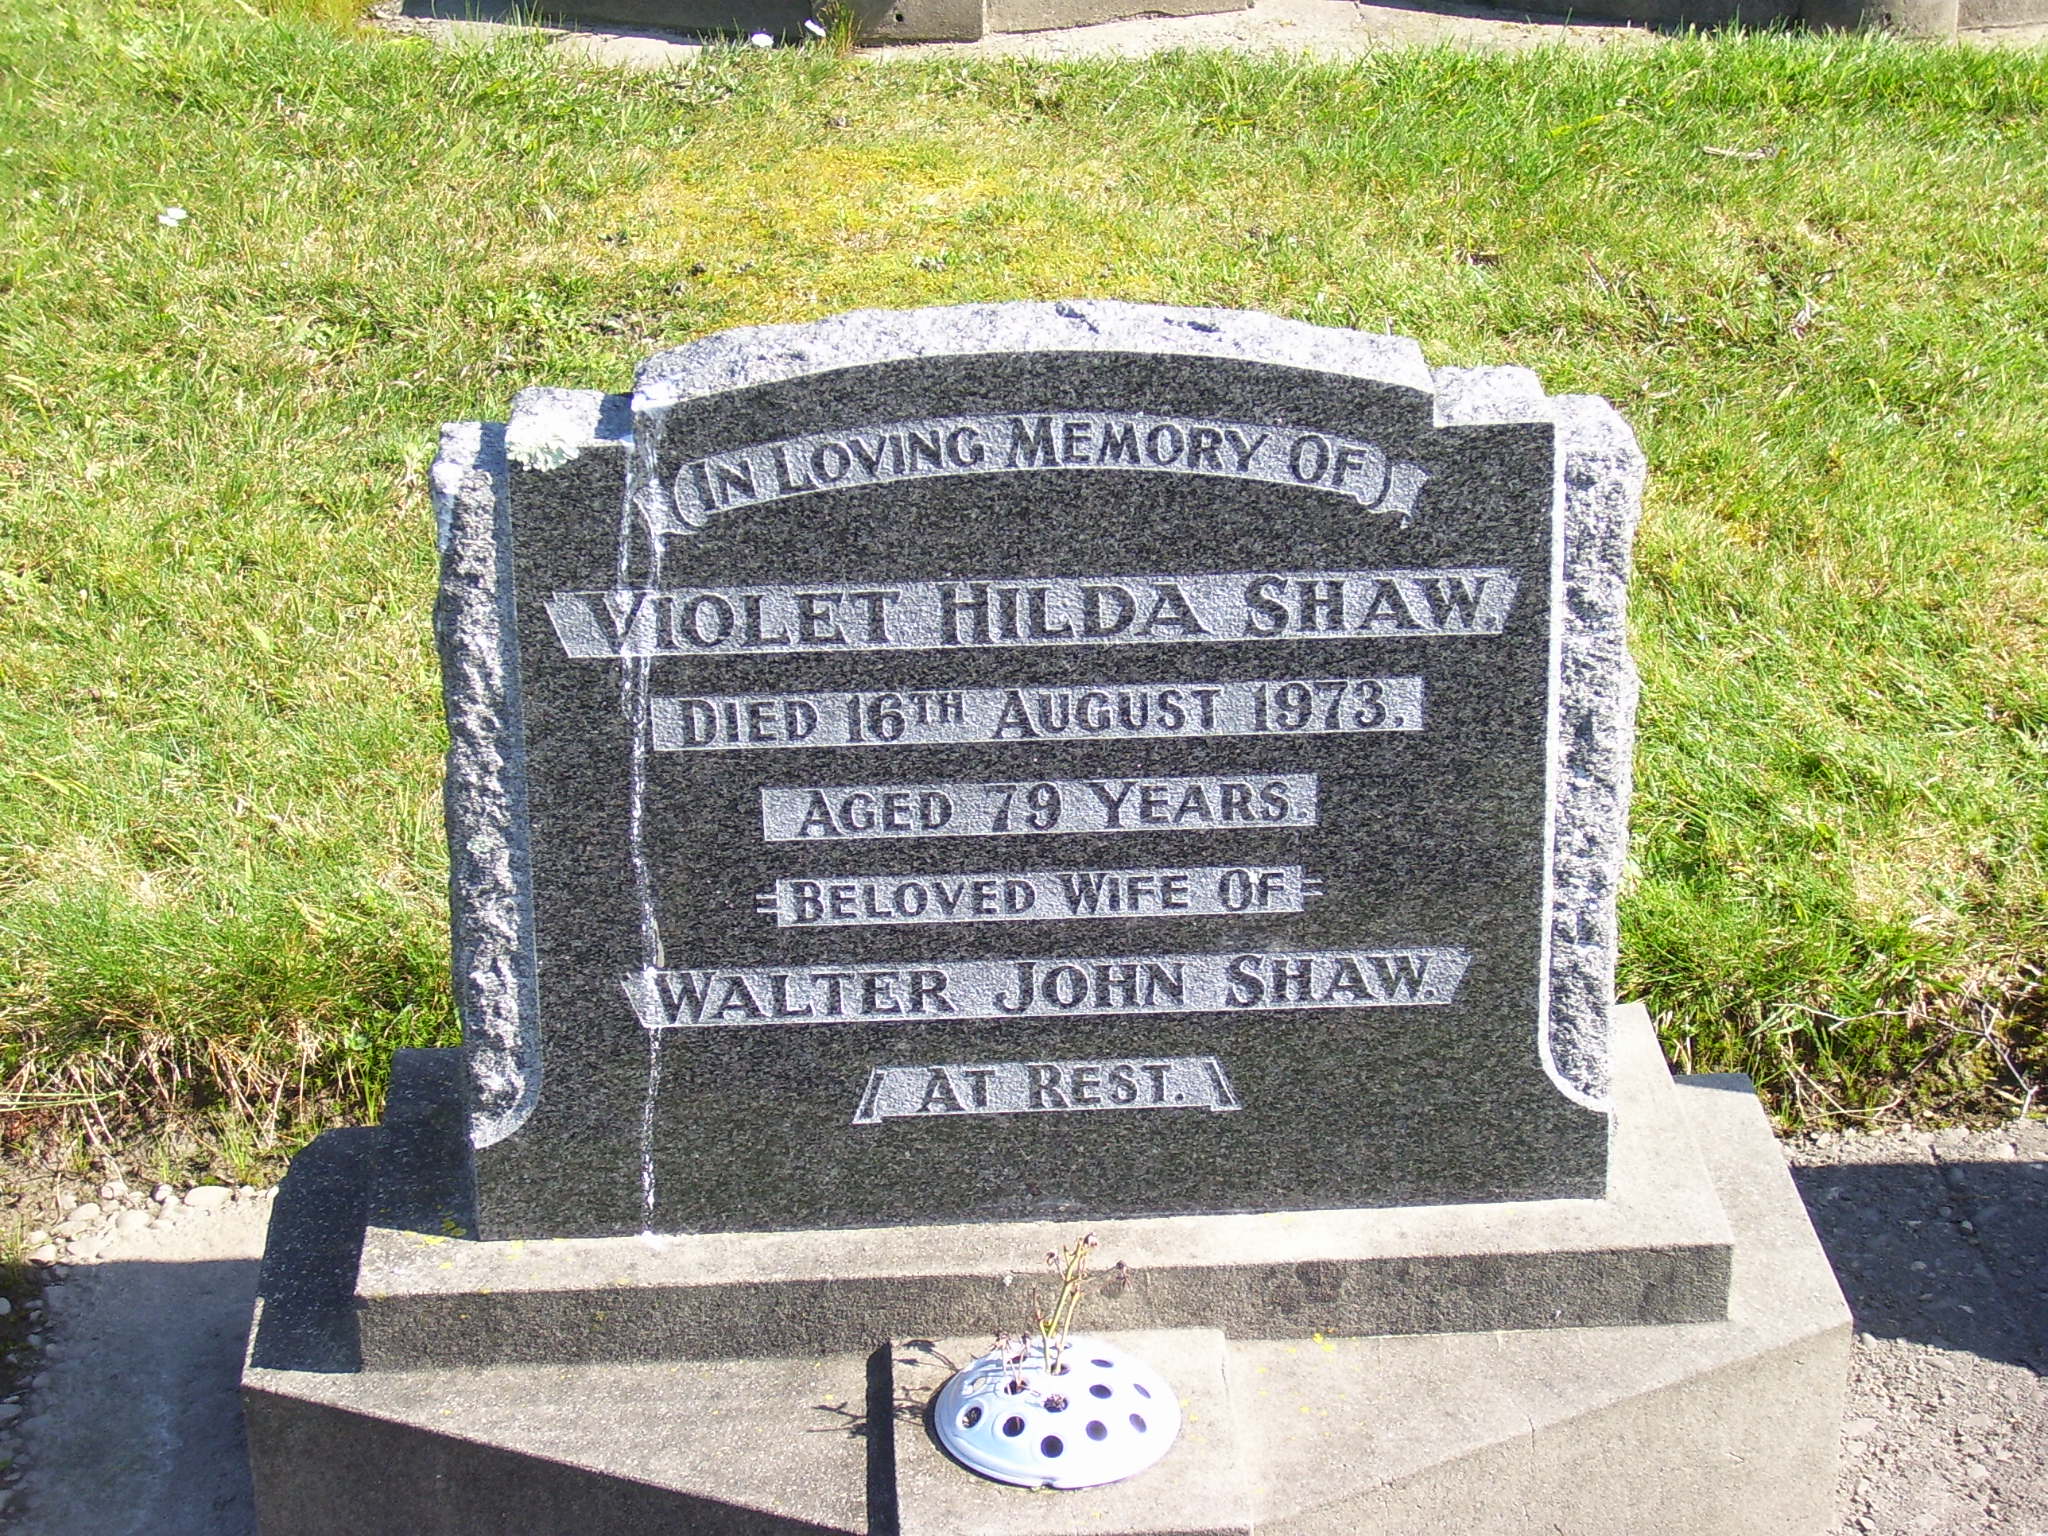 IN LOVING MEMORY OF
VIOLET HILDA SHAW.
DIED 16TH AUGUST 1973.
AGED 79 YEARS.
BELOVED WIFE OF
WALTER JOHN SHAW.
AT REST.